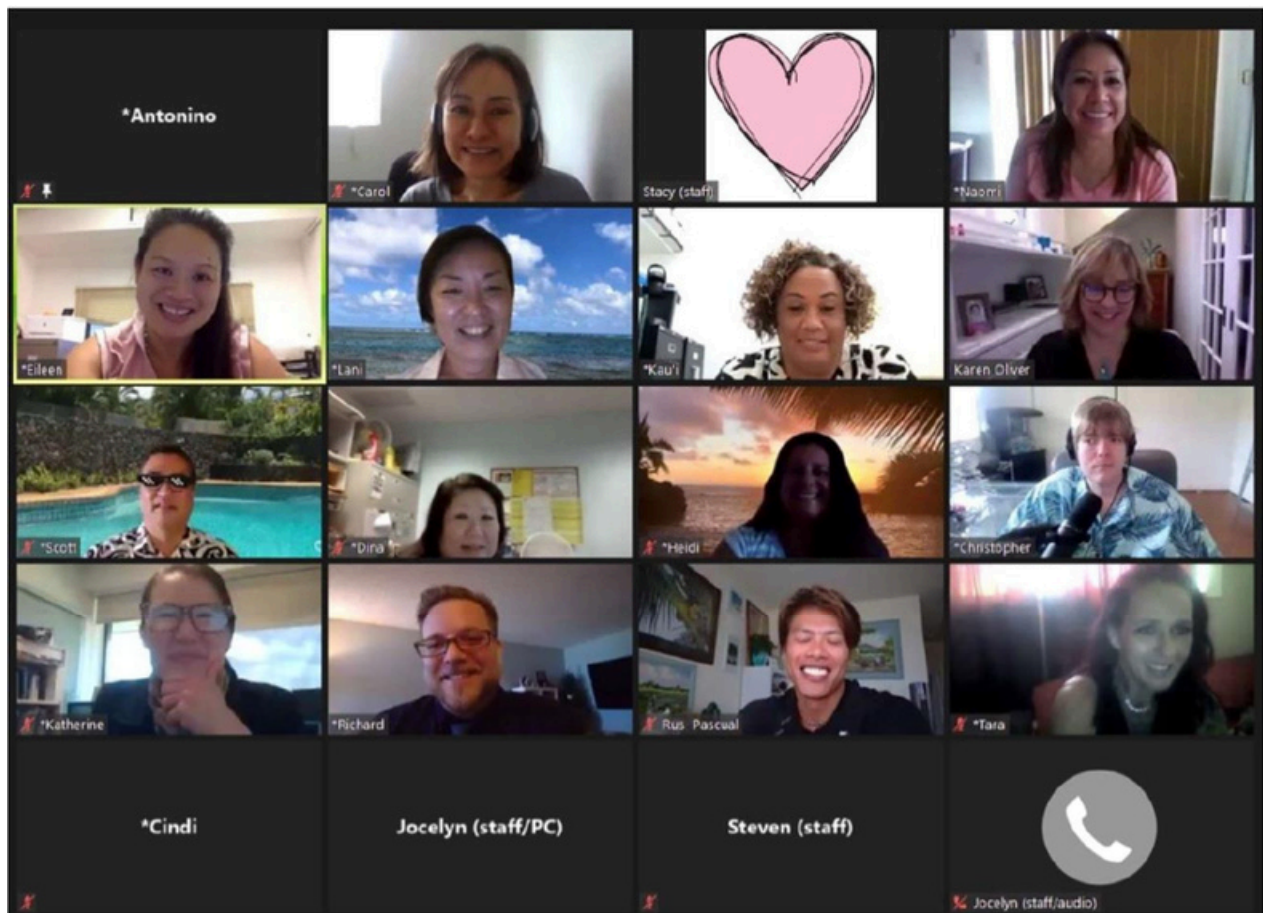 *Antonino
*Carol
Stacy (staff)
*Naomi
*Eileen
*Lani
*Kau'i
Karen Oliver
*Scott
*Dina
*Heidi
*Christopher
*Katherine
*Richard
Rus Pascual
*Tara
*Cindi
Jocelyn (staff/PC)
Steven (staff)
Jocelyn (staff/audio)